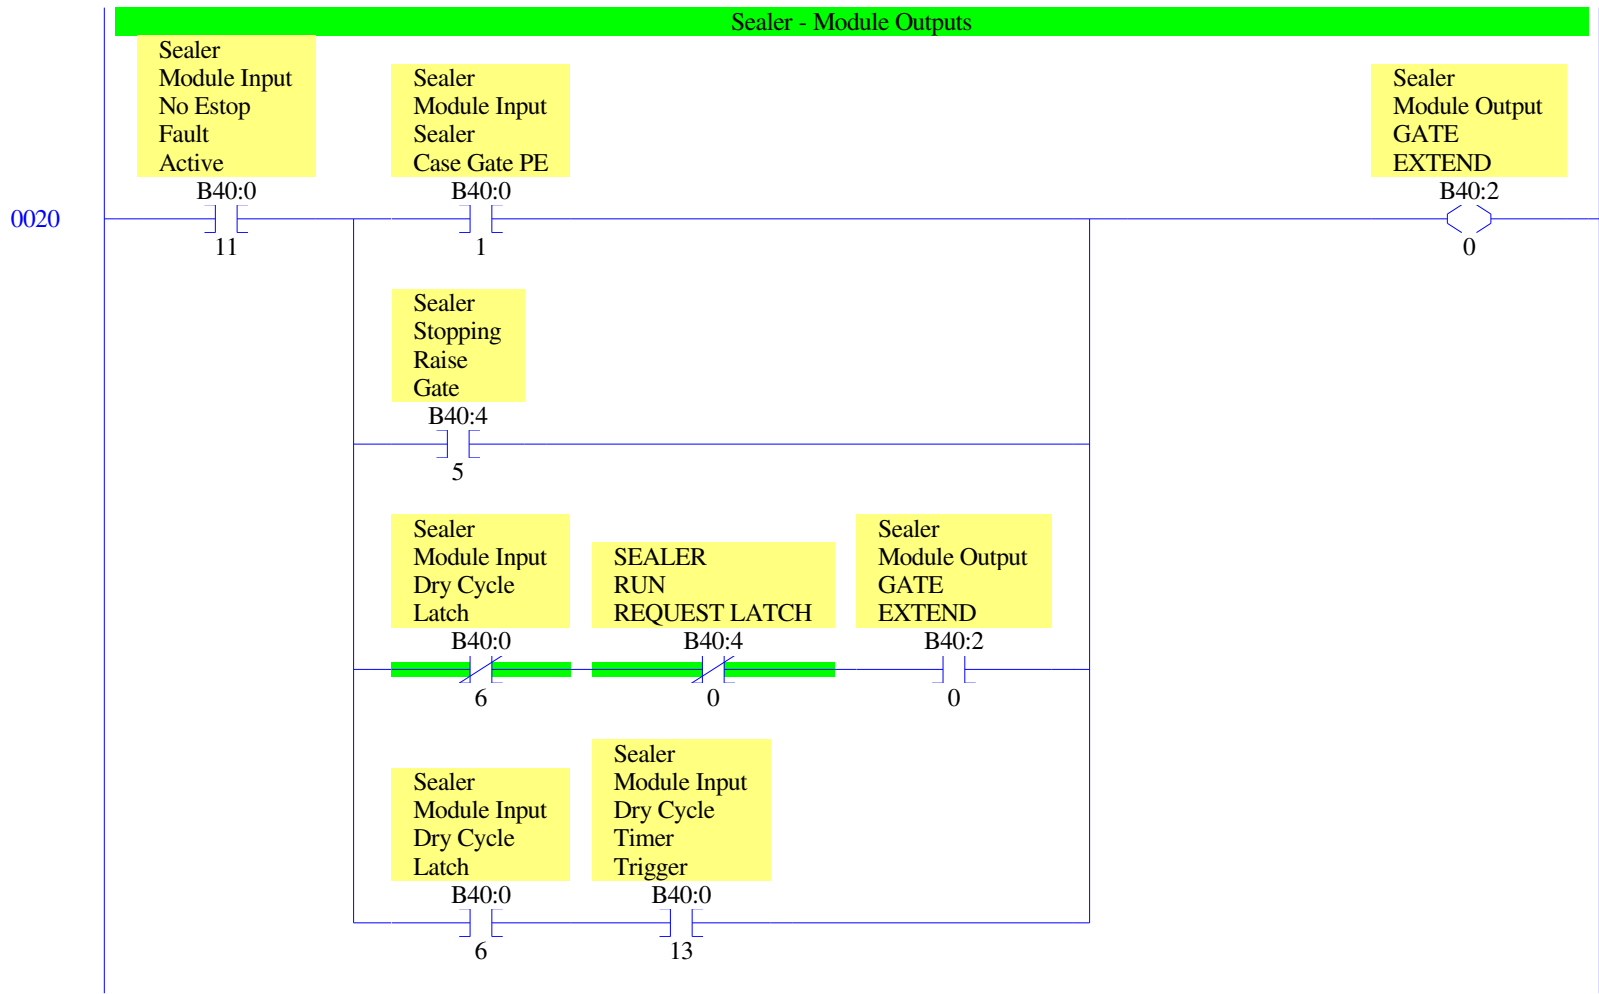 Sealer - Module Outputs
Sealer
Module Input
No Estop
Fault
Active
B40:0
11
Sealer
Module Input
Sealer
Case Gate PE
B40:0
1
Sealer
Module Output
GATE
EXTEND
B40:2
0
0020
Sealer
Stopping
Raise
Gate
B40:4
5
Sealer
Module Input
Dry Cycle
Latch
B40:0
6
SEALER
RUN
REQUEST LATCH
B40:4
0
Sealer
Module Output
GATE
EXTEND
B40:2
0
Sealer
Module Input
Dry Cycle
Latch
B40:0
6
Sealer
Module Input
Dry Cycle
Timer
Trigger
B40:0
13